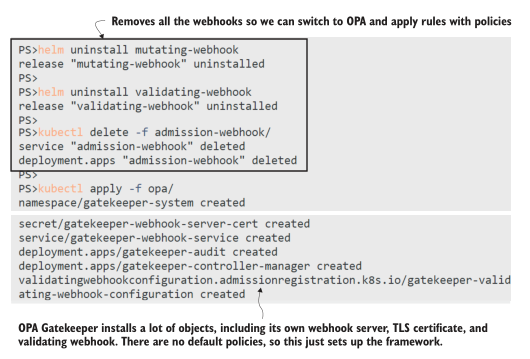 Removes all the webhooks so we can switch to OPA and apply rules with policies
PS>helm uninstall mutating-webhook
release "mutating-webhook" uninstalled
PS>
PS>helm uninstall validating-webhook
release "validating-webhook" uninstalled
PS>
PS>kubectl delete -f admission-webhook/
service "admission-webhook" deleted
deployment.apps "admission-webhook" deleted
PS>
PS>kubectl apply -f opa/
namespace/gatekeeper-system created
secret/gatekeeper-webhook-server-cert created
service/gatekeeper-webhook-service created
deployment.apps/gatekeeper-audit created
deployment.apps/gatekeeper-controller-manager created
validatingwebhookconfiguration.admissionregistration.k8s.io/gatekeeper-valid
ating-webhook-configuration created
OPA Gatekeeper installs a lot of objects, including its own webhook server, TLS certificate, and
validating webhook. There are no default policies, so this just sets up the framework.